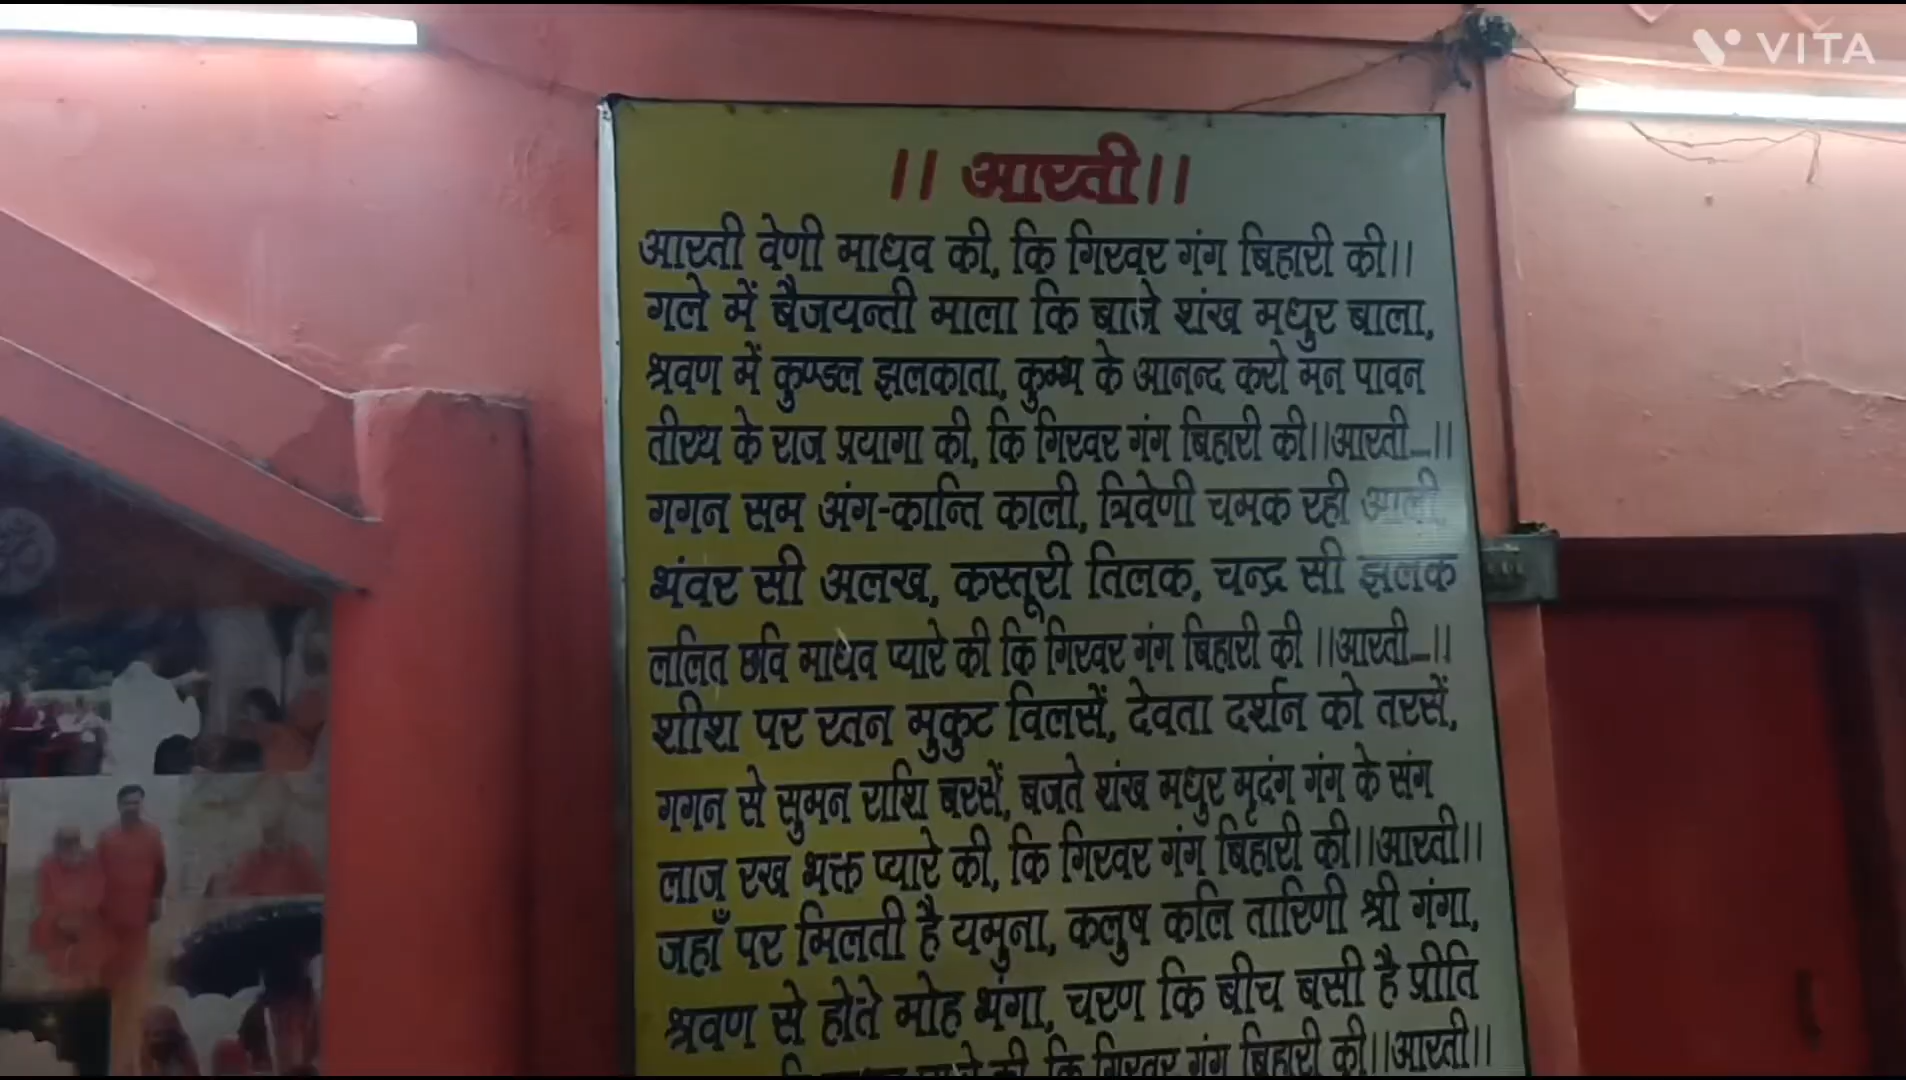 VITA
।। आरती।।
आरती वेणी माधव की, कि गिरवर गंग बिहारी की।।
गले में बैजयन्ती माला कि बाजे शंख मधुर बाला,
श्रवण में कुण्डल झलकाता, कुम्भ के आनन्द करो मन पावन
तीरथ के राज प्रयागा की, कि गिरवर गंग बिहारी की।।आरती...।।
गगन सम अंग-कान्ति काली, त्रिवेणी चमक रही आली,
भंवर सी अलख, कस्तूरी तिलक, चन्द्र सी झलक
ललित छवि माधव प्यारे की कि गिरवर गंग बिहारी की ।।आरती...।।
शीश पर रतन मुकुट विलसें, देवता दर्शन को तरसें,
गगन से सुमन राशि बरसें, बजते शंख मधुर मृदंग गंग के संग
लाज रख भक्त प्यारे की, कि गिरवर गंग बिहारी की।।आरती।।
जहाँ पर मिलती है यमुना, कलुष कलि तारिणी श्री गंगा,
श्रवण से होते मोह भंगा, चरण कि बीच बसी है प्रीति
की, कि गिरवर गंग बिहारी की।।आरती।।